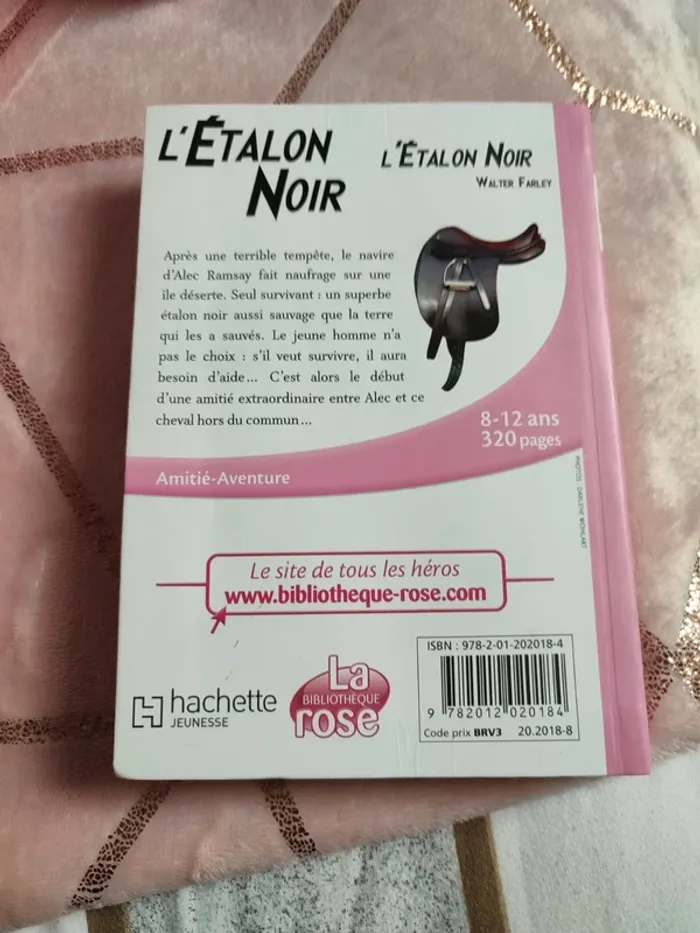 L'ÉTALON
NOIR
L'ÉTALON NOIR
WALTER FARLEY
Après une terrible tempête, le navire
d'Alec Ramsay fait naufrage sur une
île déserte. Seul survivant : un superbe
étalon noir aussi sauvage que la terre
qui les a sauvés. Le jeune homme n'a
pas le choix : s'il veut survivre, il aura
besoin d'aide... C'est alors le début
d'une amitié extraordinaire entre Alec et ce
cheval hors du commun...
8-12 ans
320 pages
Amitié-Aventure
PHOTOS : DARLENE WOHLART
Le site de tous les héros
www.bibliotheque-rose.com
hachette
JEUNESSE
La
BIBLIOTHÈQUE
rose
ISBN : 978-2-01-202018-4
9 782012 020184
Code prix BRV3 20.2018-8